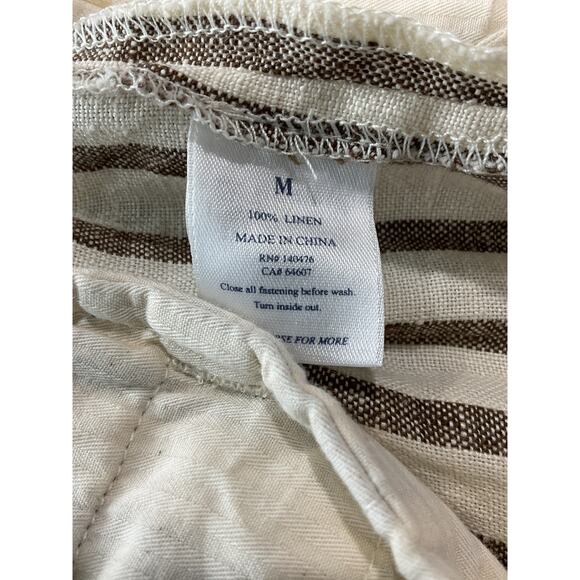 M
100% LINEN
MADE IN CHINA
RN# 140476
CA# 64607
Close all fastening before wash.
Turn inside out.
FOR MORE